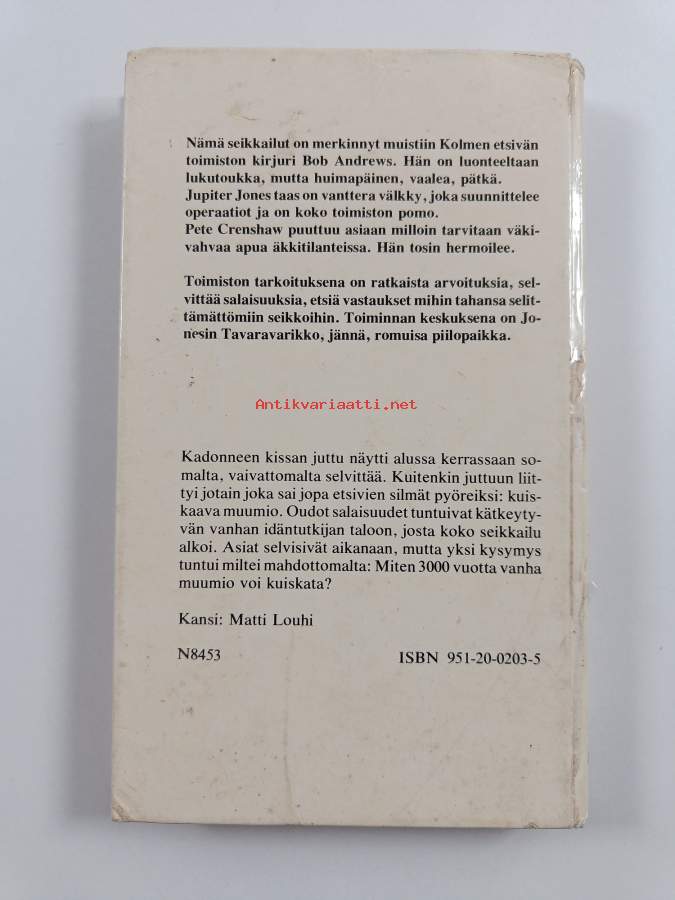 Nämä seikkailut on merkinnyt muistiin Kolmen etsivän
toimiston kirjuri Bob Andrews. Hän on luonteeltaan
lukutoukka, mutta huimapäinen, vaalea, pätkä.
Jupiter Jones taas on vanttera välkky, joka suunnittelee
operaatiot ja on koko toimiston pomo.
Pete Crenshaw puuttuu asiaan milloin tarvitaan väki-
vahvaa apua äkkitilanteissa. Hän tosin hermoilee.
Toimiston tarkoituksena on ratkaista arvoituksia, sel-
vittää salaisuuksia, etsiä vastaukset mihin tahansa selit-
tämättömiin seikkoihin. Toiminnan keskuksena on Jo-
nesin Tavaravarikko, jännä, romuisa piilopaikka.
Antikvariaatti.net
Kadonneen kissan juttu näytti alussa kerrassaan so-
malta, vaivattomalta selvittää. Kuitenkin juttuun liit-
tyi jotain joka sai jopa etsivien silmät pyöreiksi: kuis-
kaava muumio. Oudot salaisuudet tuntuivat kätkeyty-
vän vanhan idäntutkijan taloon, josta koko seikkailu
alkoi. Asiat selvisivät aikanaan, mutta yksi kysymys
tuntui miltei mahdottomalta: Miten 3000 vuotta vanha
muumio voi kuiskata?
Kansi: Matti Louhi
N8453 ISBN 951-20-0203-5